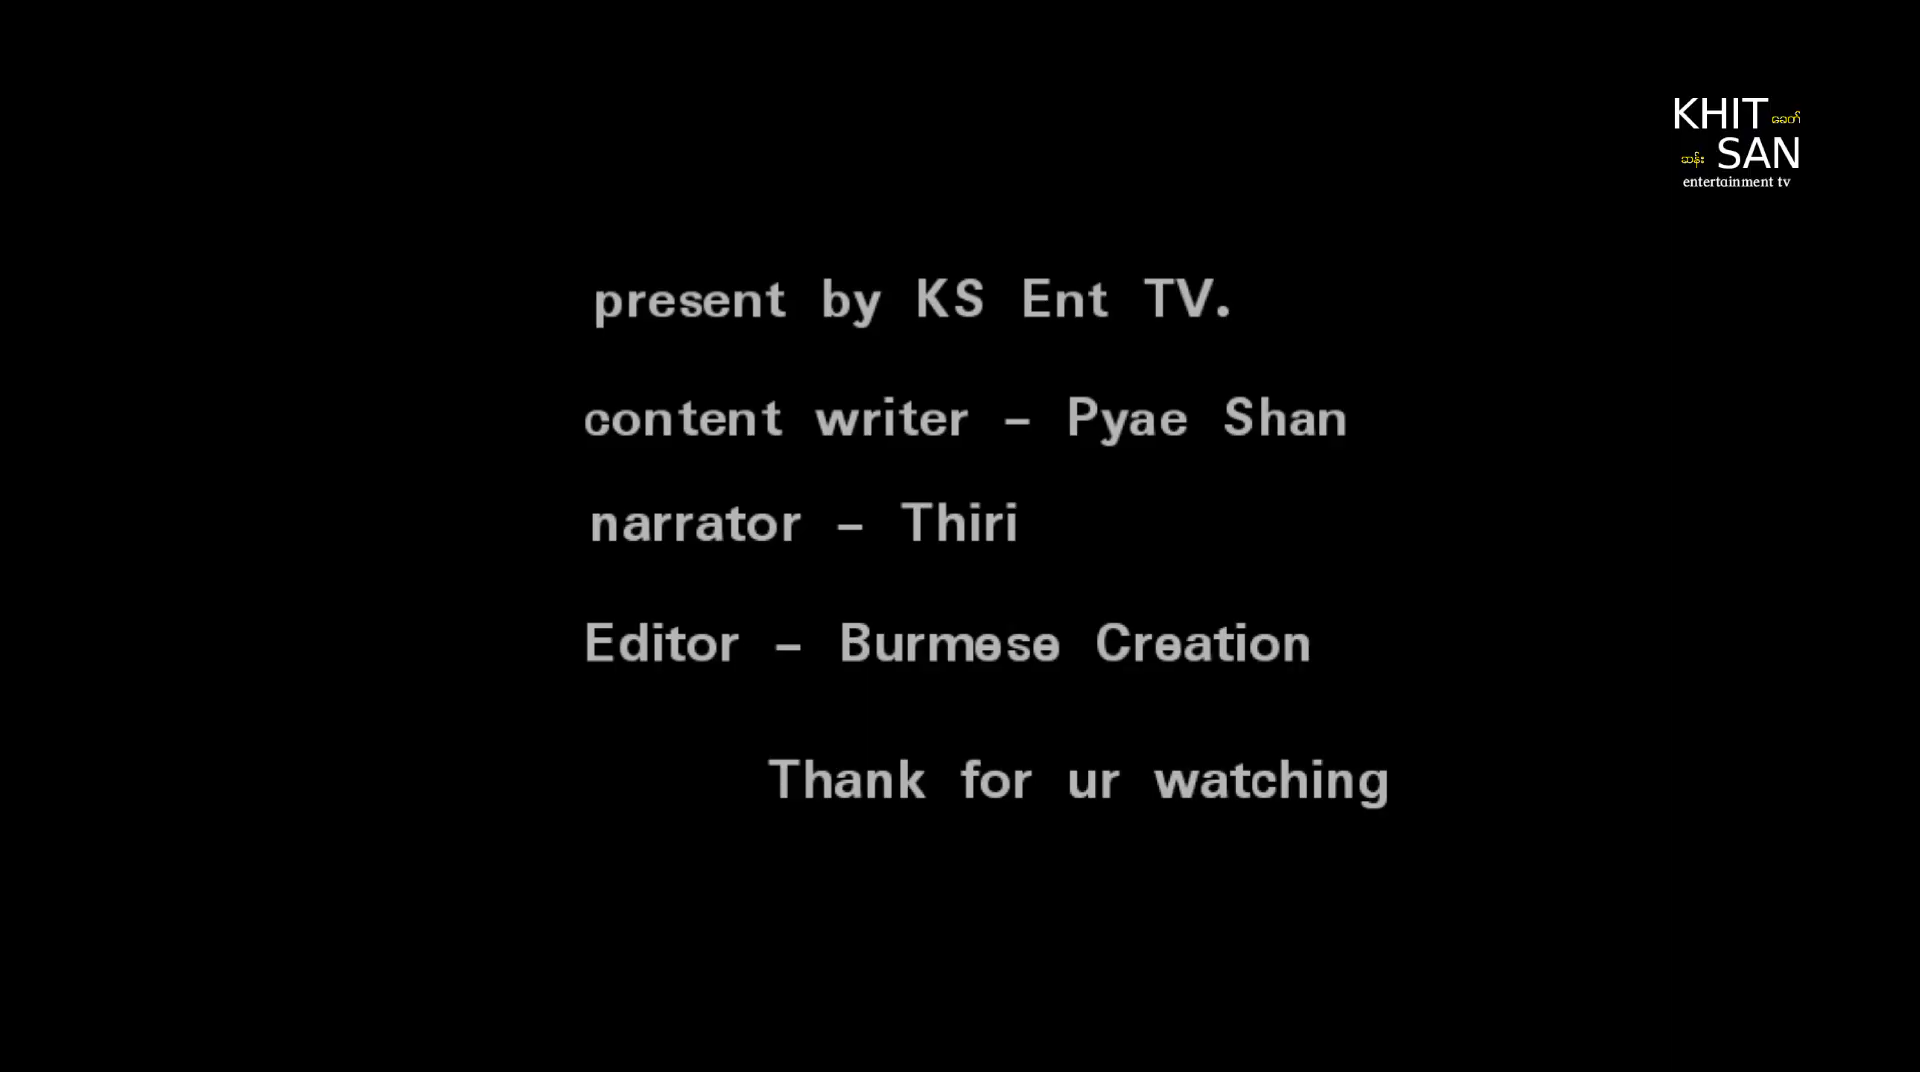 KHIT ခေတ်
ဆန်း SAN
entertainment tv
present by KS Ent TV.
content writer - Pyae Shan
narrator - Thiri
Editor - Burmese Creation
Thank for ur watching